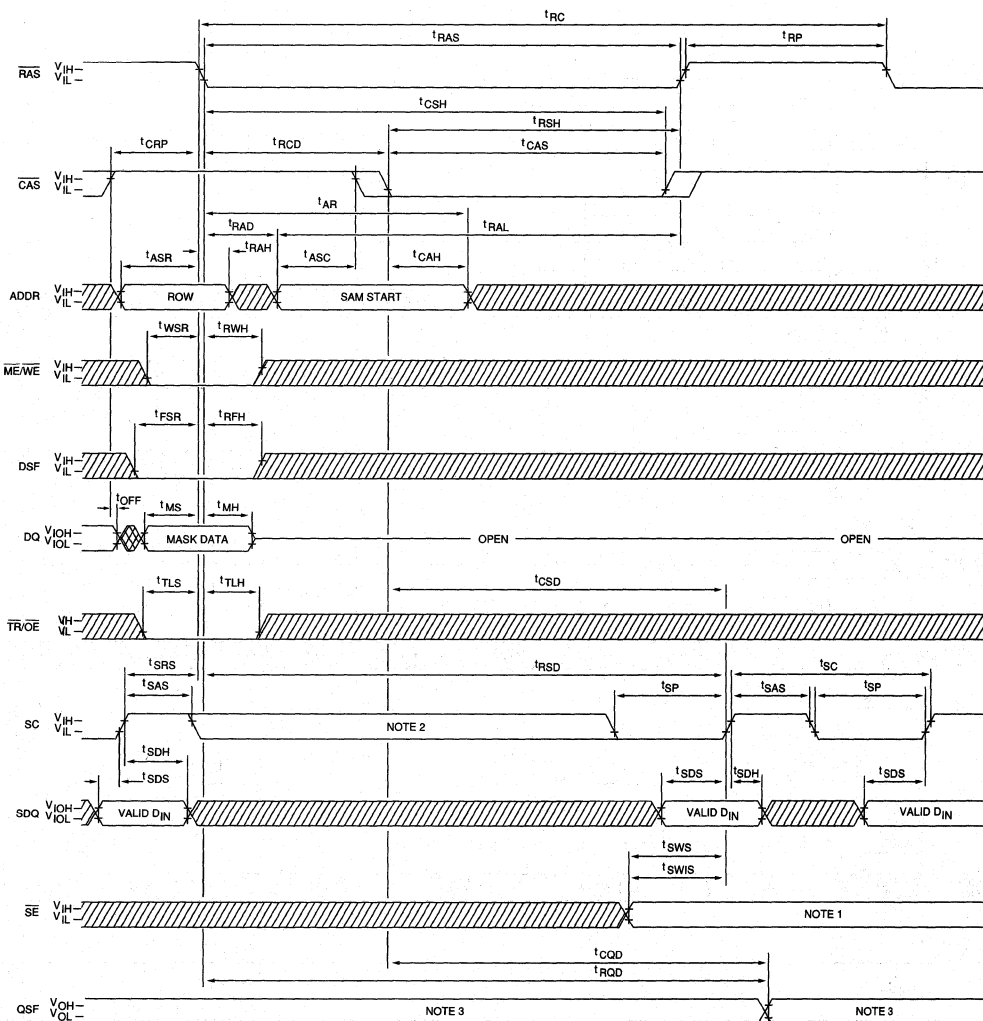 tRC
tRAS tRP
RAS VIH VIL
tCSH
tRSH
tCRP tRCD tCAS
CAS VIH VIL
tAR
tRAD tRAL
tASR tRAH tASC tCAH
ADDR VIH VIL ROW SAM START
tWSR tRWH
ME/WE VIH VIL
tFSR tRFH
DSF VIH VIL
tOFF tMS tMH
DQ VIOH VIOL MASK DATA OPEN OPEN
tTLS tTLH tCSD
TR/OE VIH VIL
tSRS tRSD tSC
tSAS tSP tSAS tSP
SC VIH VIL NOTE 2
tSDH
tSDS tSDS tSDH tSDS
SDQ VIOH VIOL VALID DIN VALID DIN VALID DIN
tSWS
tSWIS
SE VIH VIL NOTE 1
tCQD
tRQD
QSF VOH VOL NOTE 3 NOTE 3